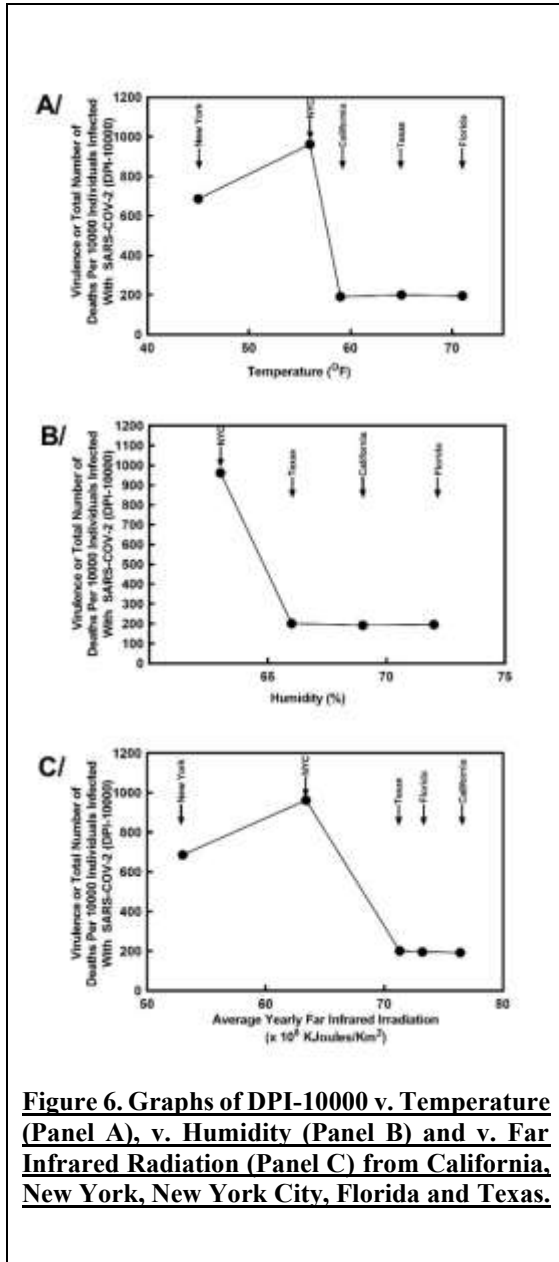 A/
Virulence or Total Number of
Deaths Per 10000 Individuals Infected
With SARS-COV-2 (DPI-10000)
1200
1000
800
600
400
200
0
New York
NYC
California
Texas
Florida
40
50
60
70
Temperature (OF)
B/
Virulence or Total Number of
Deaths Per 10000 Individuals Infected
With SARS-COV-2 (DPI-10000)
1200
1100
1000
900
800
700
600
500
400
300
200
100
0
NYC
Texas
California
Florida
65
70
75
Humidity (%)
C/
Virulence or Total Number of
Deaths Per 10000 Individuals Infected
With SARS-COV-2 (DPI-10000)
1200
1000
800
600
400
200
0
New York
NYC
Texas
Florida
California
50
60
70
80
Average Yearly Far Infrared Irradiation
(x 10⁶ KJoules/Km²)
Figure 6. Graphs of DPI-10000 v. Temperature
(Panel A), v. Humidity (Panel B) and v. Far
Infrared Radiation (Panel C) from California,
New York, New York City, Florida and Texas.